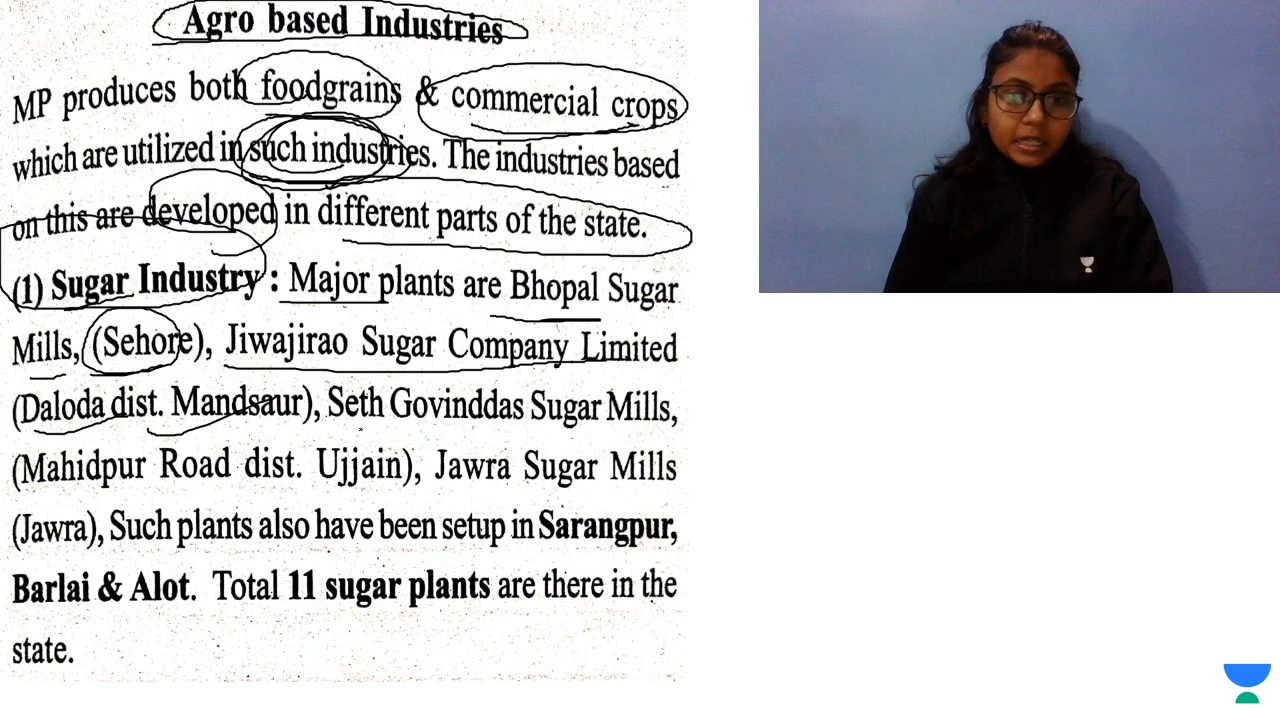 Agro based Industries
MP produces both foodgrains & commercial crops
which are utilized in such industries. The industries based
on this are developed in different parts of the state.
(1) Sugar Industry : Major plants are Bhopal Sugar
Mills, (Sehore), Jiwajirao Sugar Company Limited
(Daloda dist. Mandsaur), Seth Govinddas Sugar Mills,
(Mahidpur Road dist. Ujjain), Jawra Sugar Mills
(Jawra), Such plants also have been setup in Sarangpur,
Barlai & Alot. Total 11 sugar plants are there in the
state.